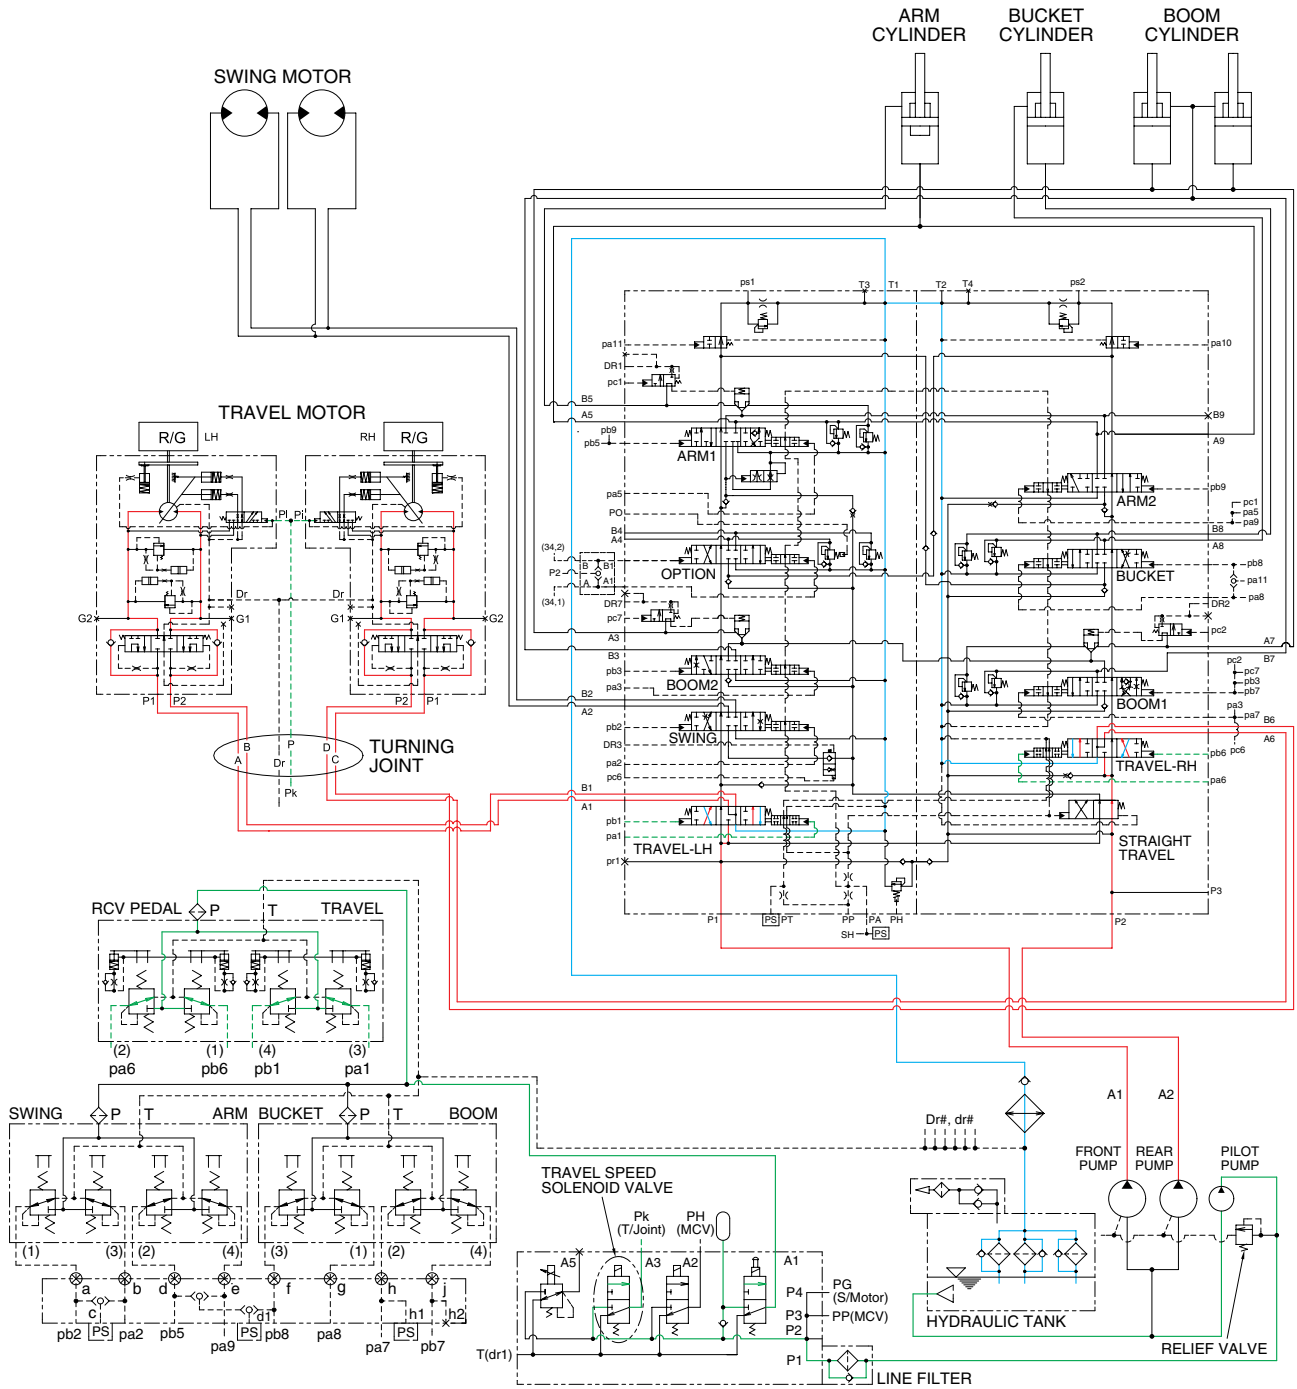 ARM
CYLINDER
BUCKET
CYLINDER
BOOM
CYLINDER
SWING MOTOR
ps1
T3
T1
T2
T4
ps2
pa11
pa10
DR1
pc1
B5
A5
B9
A9
TRAVEL MOTOR
R/G
LH
RH
R/G
pb9
pb5
ARM1
ARM2
pb9
pc1
pa5
pa9
pa5
PO
B4
A4
B8
A8
Pi
Pi
(34,2)
B
B1
P2
A
A1
(34,1)
OPTION
BUCKET
pb8
pa11
pa8
Dr
Dr
G2
G1
G1
G2
DR7
pc7
DR2
pc2
A3
A7
B3
B7
pb3
pa3
BOOM2
BOOM1
pc2
pc7
pb3
pb7
P1
P2
P2
P1
B2
A2
pa3
pa7
pc6
B6
A6
pb2
SWING
DR3
pa2
pc6
TRAVEL-RH
pb6
pa6
B
P
D
A
Dr
C
Pk
TURNING
JOINT
B1
A1
pb1
pa1
TRAVEL-LH
STRAIGHT
TRAVEL
pr1
P3
P1
PS
PT
PP
PA
PH
SH
PS
P2
RCV PEDAL
P
T
TRAVEL
(2)
(1)
(4)
(3)
pa6
pb6
pb1
pa1
SWING
P
T
ARM
BUCKET
P
T
BOOM
A1
A2
Dr#, dr#
FRONT
PUMP
REAR
PUMP
PILOT
PUMP
TRAVEL SPEED
SOLENOID VALVE
Pk
(T/Joint)
PH
(MCV)
(1)
(3)
(2)
(4)
(3)
(1)
(2)
(4)
A5
A3
A2
A1
a
b
d
e
f
g
h
j
c
d1
h1
h2
PS
PS
PS
pb2
pa2
pb5
pa9
pb8
pa8
pa7
pb7
P4
PG
(S/Motor)
P3
PP(MCV)
P2
T(dr1)
P1
HYDRAULIC TANK
RELIEF VALVE
LINE FILTER